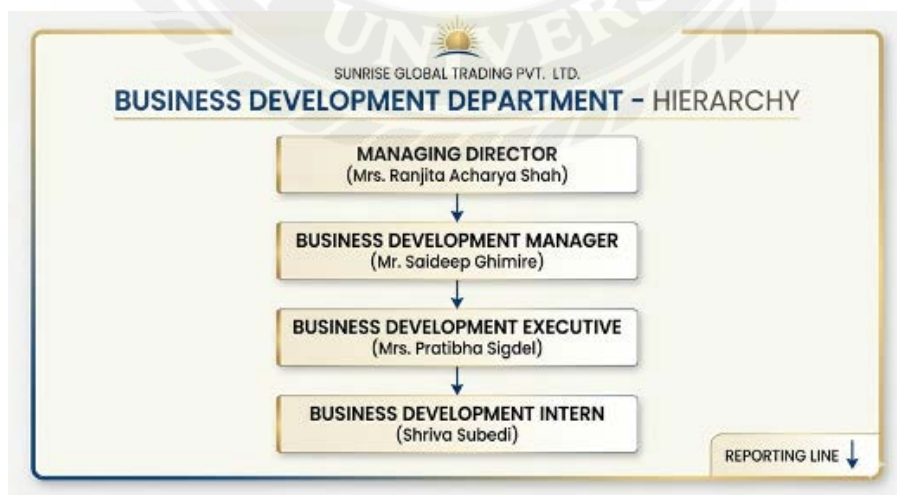 UNIVERS
SUNRISE GLOBAL TRADING PVT. LTD.
BUSINESS DEVELOPMENT DEPARTMENT - HIERARCHY
MANAGING DIRECTOR
(Mrs. Ranjita Acharya Shah)
BUSINESS DEVELOPMENT MANAGER
(Mr. Saideep Ghimire)
BUSINESS DEVELOPMENT EXECUTIVE
(Mrs. Pratibha Sigdel)
BUSINESS DEVELOPMENT INTERN
(Shriva Subedi)
REPORTING LINE